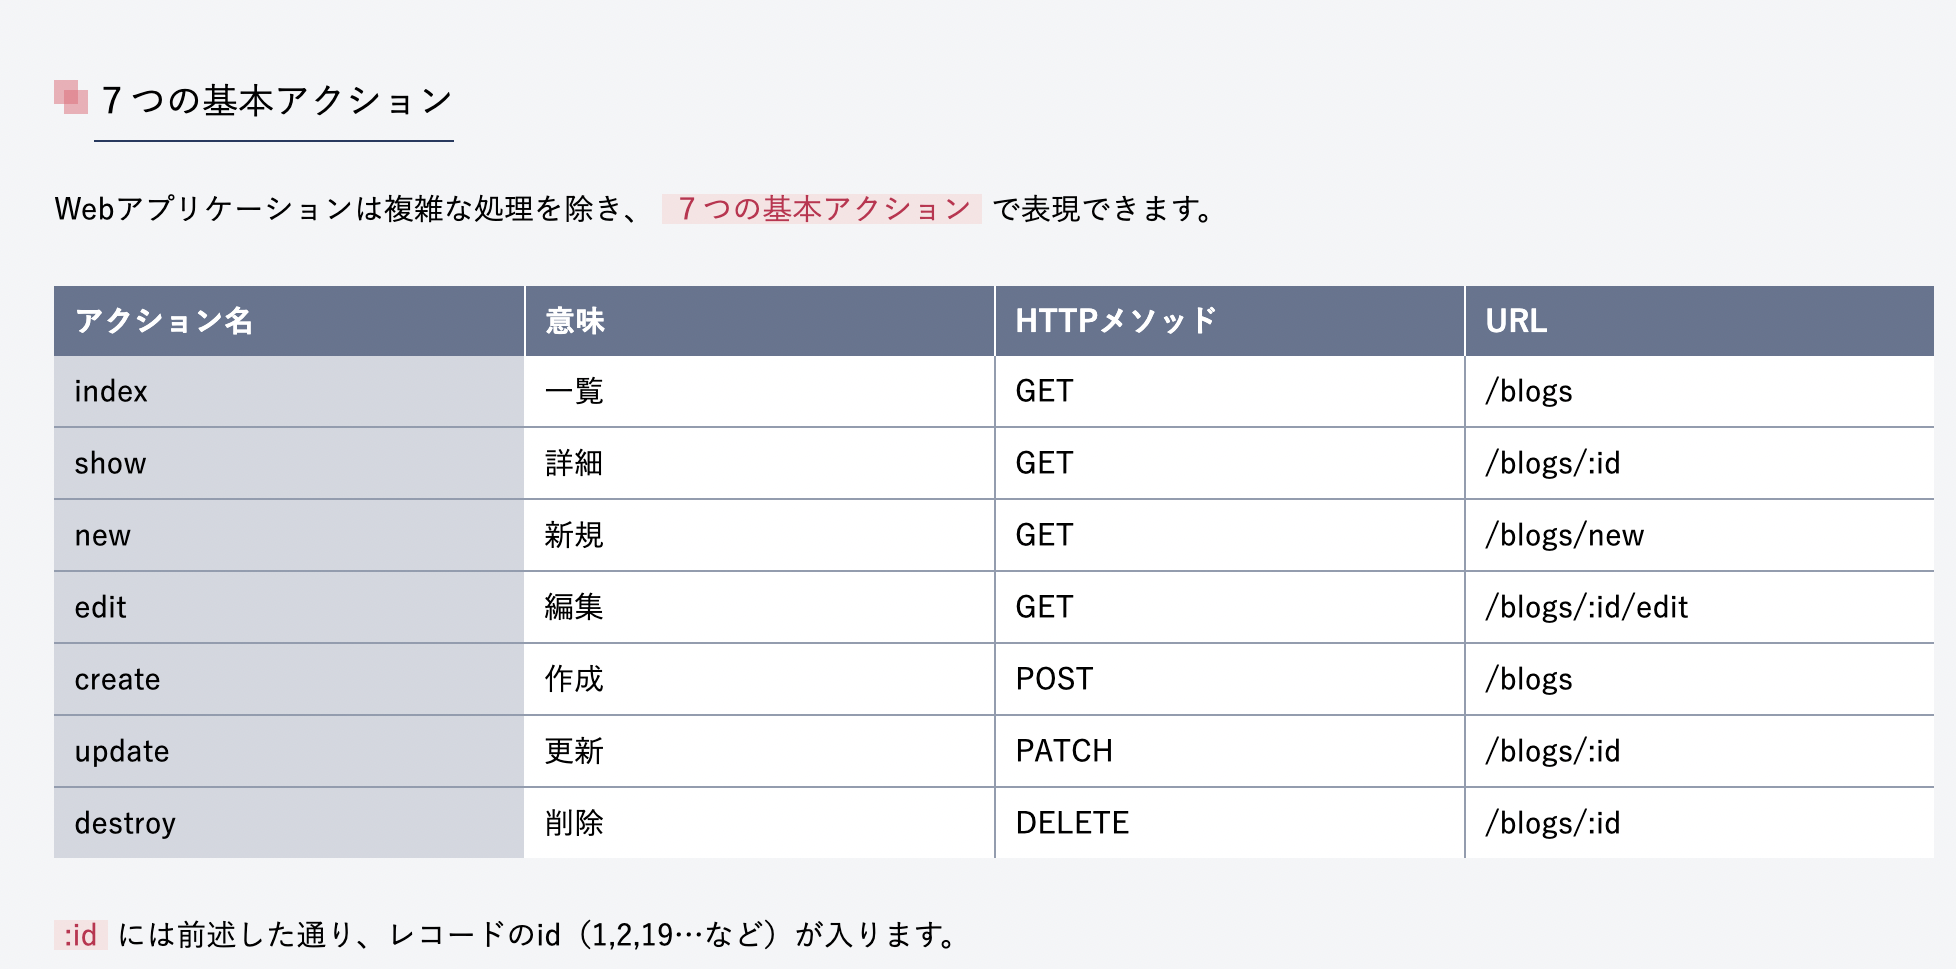 ７つの基本アクション
Webアプリケーションは複雑な処理を除き、 ７つの基本アクション で表現できます。
アクション名 意味 HTTPメソッド URL
index 一覧 GET /blogs
show 詳細 GET /blogs/:id
new 新規 GET /blogs/new
edit 編集 GET /blogs/:id/edit
create 作成 POST /blogs
update 更新 PATCH /blogs/:id
destroy 削除 DELETE /blogs/:id
:id には前述した通り、レコードのid（1,2,19…など）が入ります。